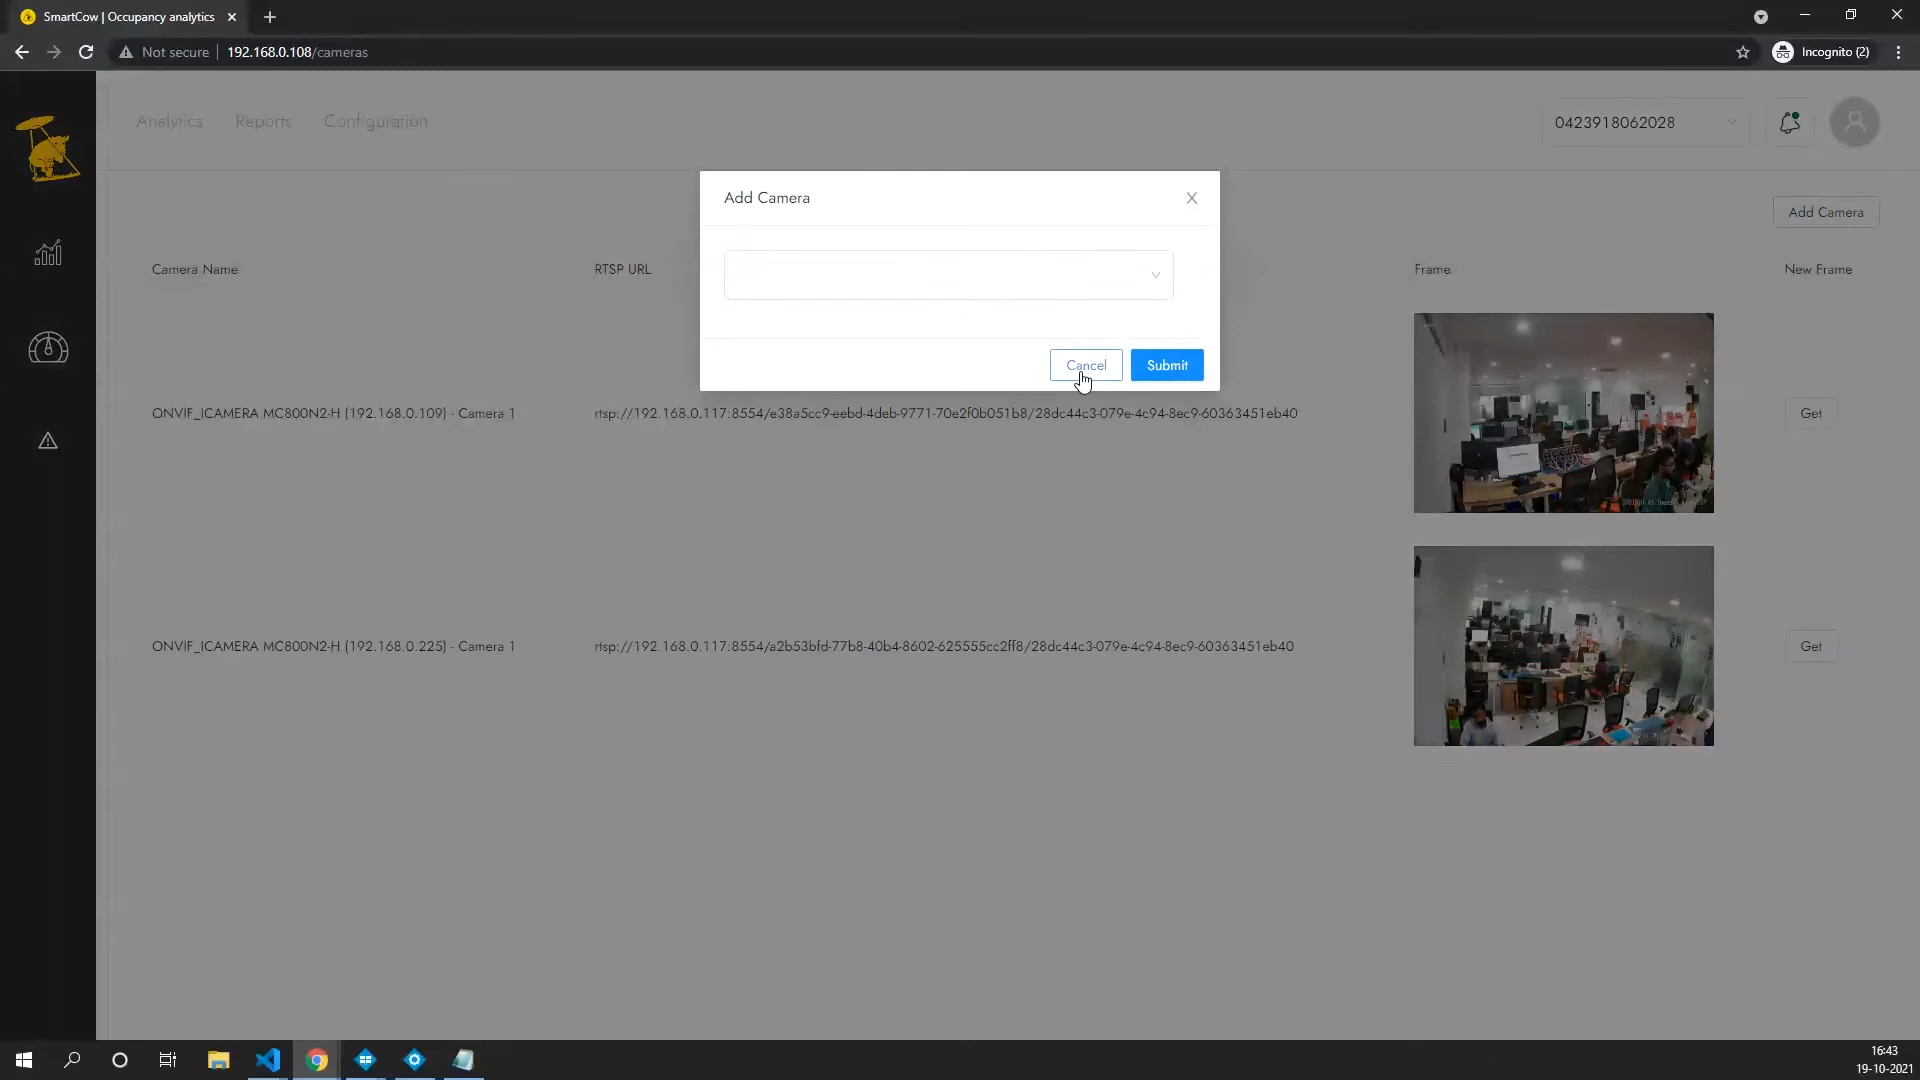 SmartCow | Occupancy analytics
Not secure
192.168.0.108/cameras
Incognito (2)
Analytics
Reports
Configuration
0423918062028
Add Camera
Add Camera
Camera Name
RTSP URL
Frame
New Frame
Cancel
Submit
ONVIF_ICAMERA MC800N2-H (192.168.0.109) - Camera 1
rtsp://192.168.0.117:8554/e38a5cc9-eebd-4deb-9771-70e2f0b051b8/28dc44c3-079e-4c94-8ec9-60363451eb40
Get
ONVIF_ICAMERA MC800N2-H (192.168.0.225) - Camera 1
rtsp://192.168.0.117:8554/a2b53bfd-77b8-40b4-8602-625555cc2ff8/28dc44c3-079e-4c94-8ec9-60363451eb40
Get
16:43
19-10-2021